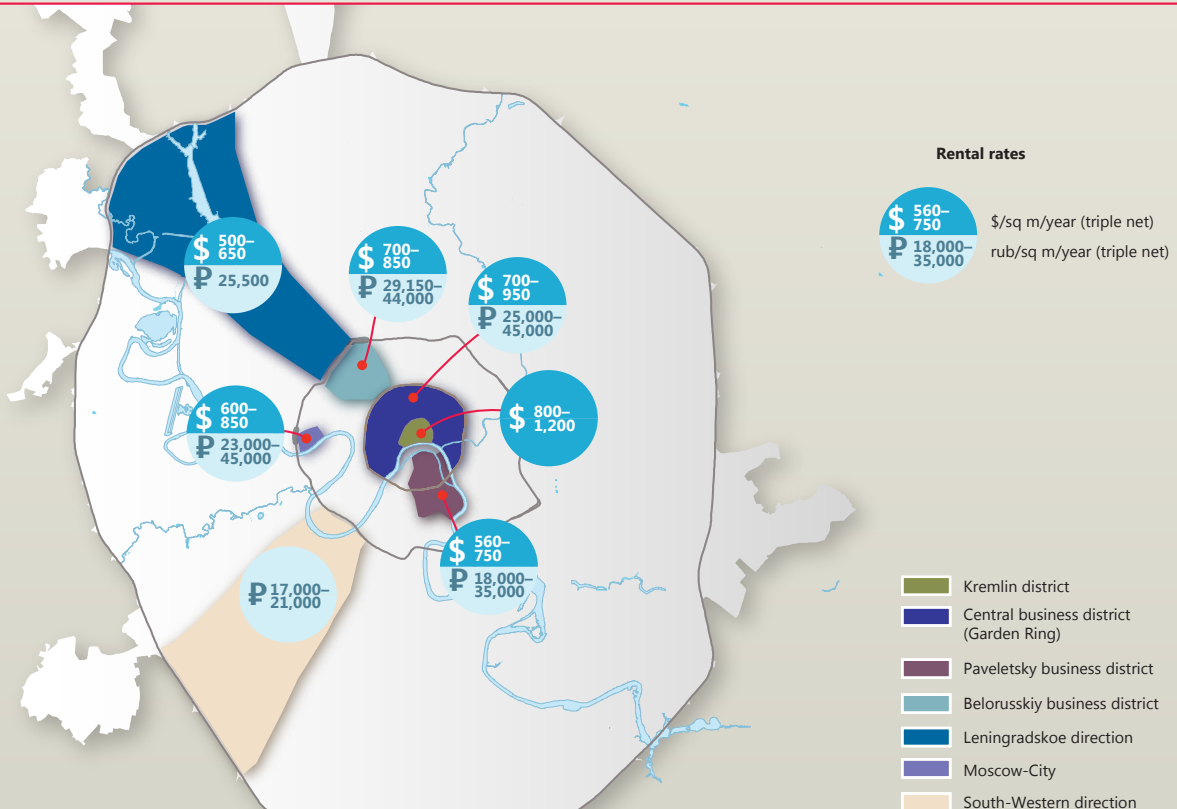 Rental rates
$ 560–
750
₽ 18,000–
35,000
$/sq m/year (triple net)
rub/sq m/year (triple net)
$ 500–
650
₽ 25,500
$ 700–
850
₽ 29,150–
44,000
$ 700–
950
₽ 25,000–
45,000
$ 600–
850
₽ 23,000–
45,000
$ 800–
1,200
$ 560–
750
₽ 18,000–
35,000
₽ 17,000–
21,000
Kremlin district
Central business district
(Garden Ring)
Paveletsky business district
Belorusskiy business district
Leningradskoe direction
Moscow-City
South-Western direction